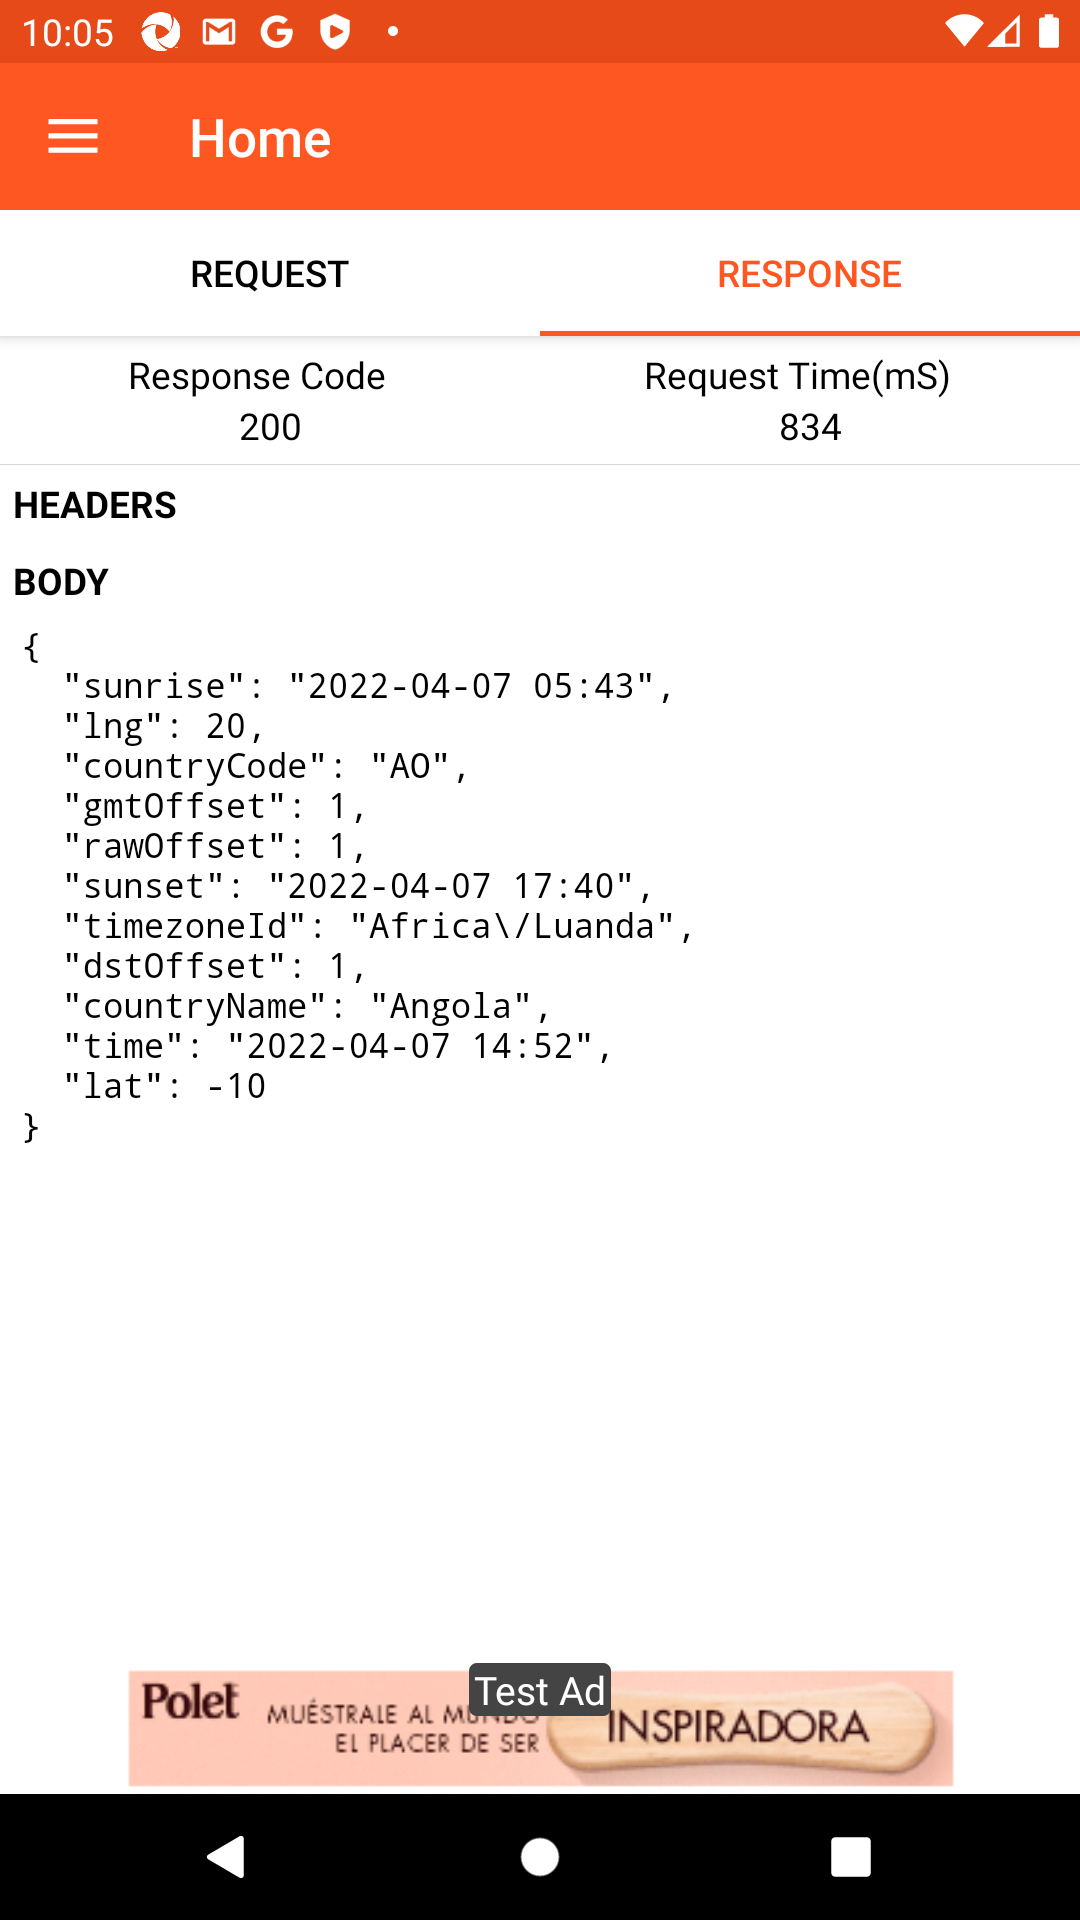 10:05
Home
REQUEST RESPONSE
Response Code Request Time(mS)
200 834
HEADERS
BODY
{
"sunrise": "2022-04-07 05:43",
"lng": 20,
"countryCode": "AO",
"gmtOffset": 1,
"rawOffset": 1,
"sunset": "2022-04-07 17:40",
"timezoneId": "Africa\/Luanda",
"dstOffset": 1,
"countryName": "Angola",
"time": "2022-04-07 14:52",
"lat": -10
}
Test Ad
Polet MUÉSTRALE AL MUNDO INSPIRADORA
EL PLACER DE SER